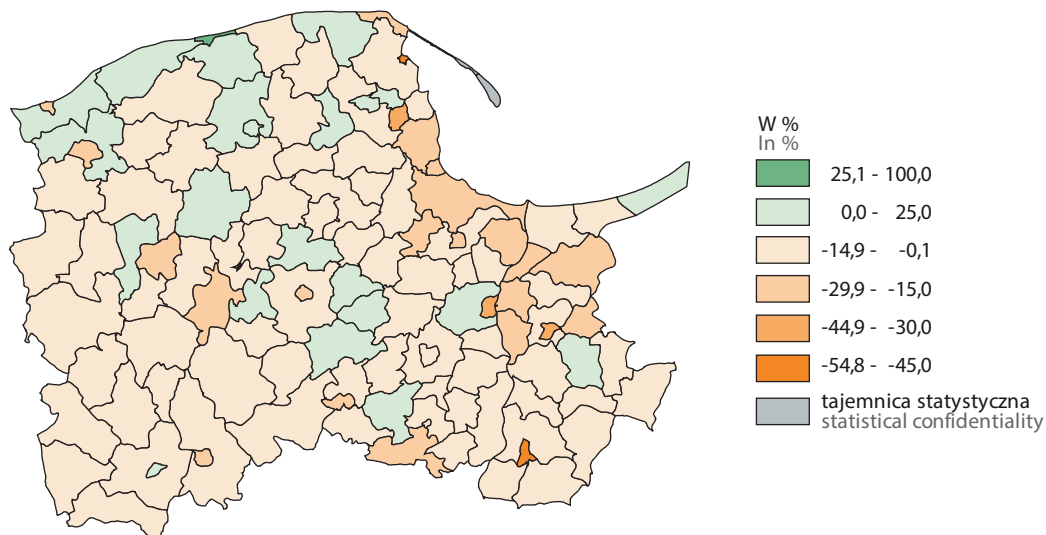 W %
In %
25,1 - 100,0
0,0 - 25,0
-14,9 - -0,1
-29,9 - -15,0
-44,9 - -30,0
-54,8 - -45,0
tajemnica statystyczna
statistical confidentiality